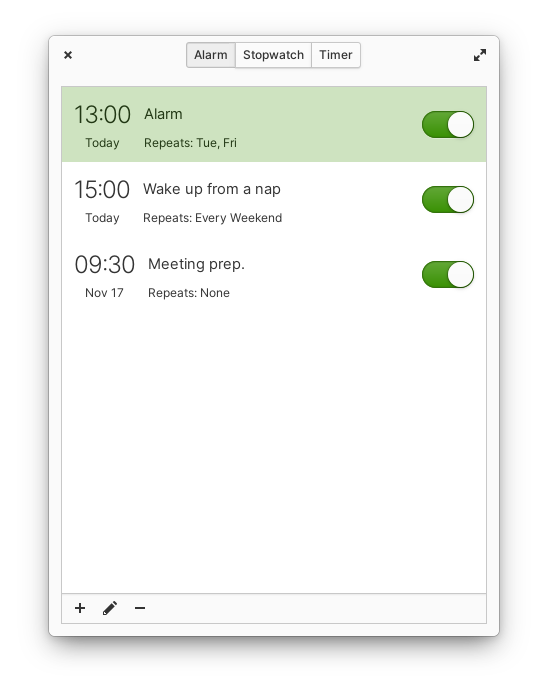 Alarm Stopwatch Timer
13:00 Alarm
Today Repeats: Tue, Fri
15:00 Wake up from a nap
Today Repeats: Every Weekend
09:30 Meeting prep.
Nov 17 Repeats: None